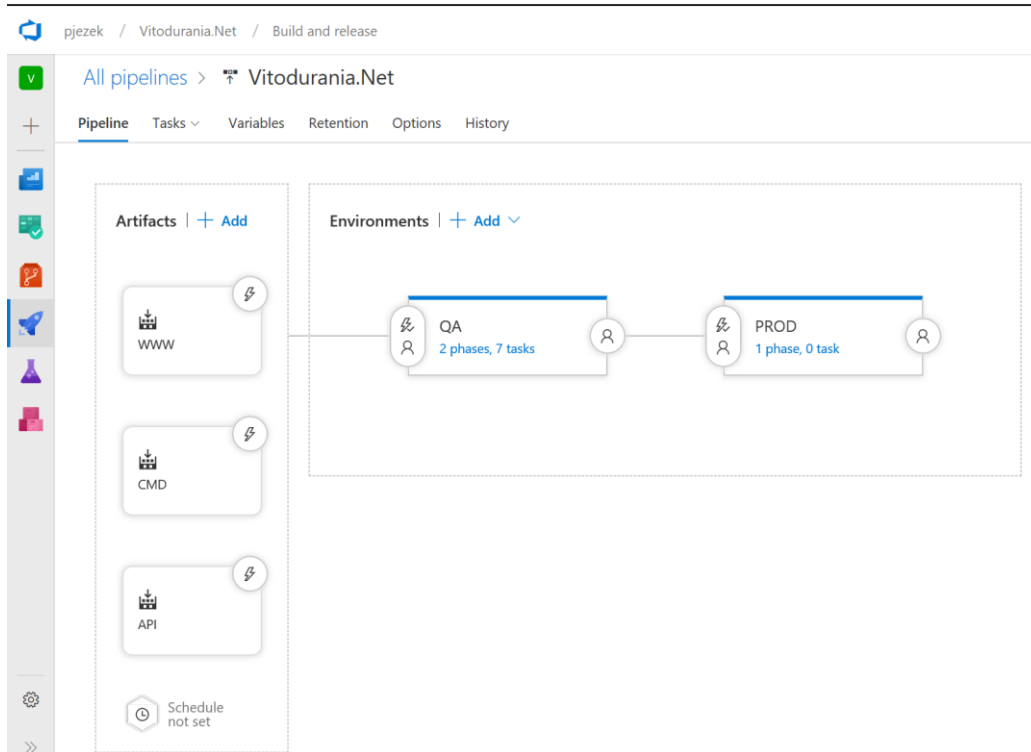 pjezek / Vitodurania.Net / Build and release
V
All pipelines > Vitodurania.Net
Pipeline Tasks Variables Retention Options History
Artifacts | + Add
Environments | + Add
WWW
QA
2 phases, 7 tasks
PROD
1 phase, 0 task
CMD
API
Schedule
not set